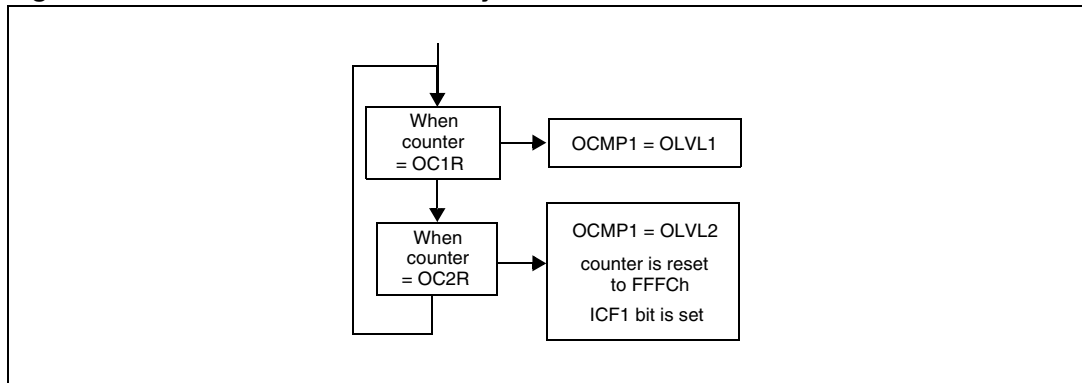 When
counter
= OC1R
OCMP1 = OLVL1
When
counter
= OC2R
OCMP1 = OLVL2
counter is reset
to FFFCh
ICF1 bit is set